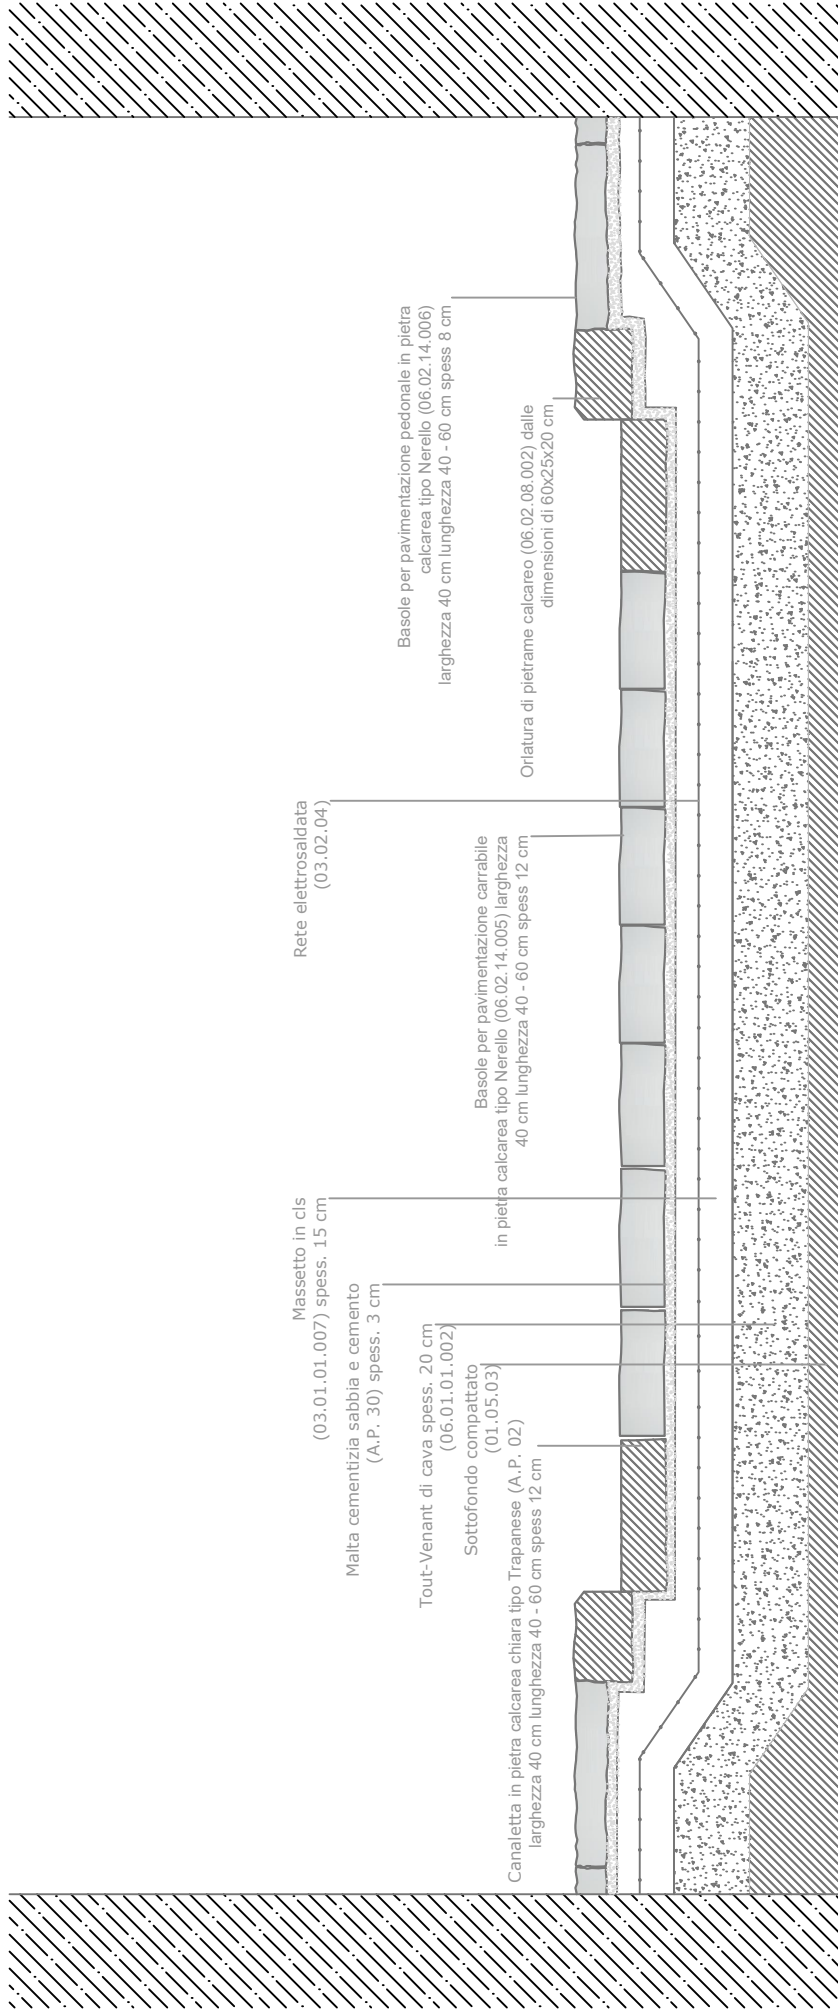 Massetto in cls
(03.01.01.007) spess. 15 cm
Malta cementizia sabbia e cemento
(A.P. 30) spess. 3 cm
Tout-Venant di cava spess. 20 cm
(06.01.01.002)
Sottofondo compattato
(01.05.03)
Canaletta in pietra calcarea chiara tipo Trapanese (A.P. 02)
larghezza 40 cm lunghezza 40 - 60 cm spess 12 cm
Rete elettrosaldata
(03.02.04)
Basole per pavimentazione carrabile
in pietra calcarea tipo Nerello (06.02.14.005) larghezza
40 cm lunghezza 40 - 60 cm spess 12 cm
Basole per pavimentazione pedonale in pietra
calcarea tipo Nerello (06.02.14.006)
larghezza 40 cm lunghezza 40 - 60 cm spess 8 cm
Orlatura di pietrame calcareo (06.02.08.002) dalle
dimensioni di 60x25x20 cm